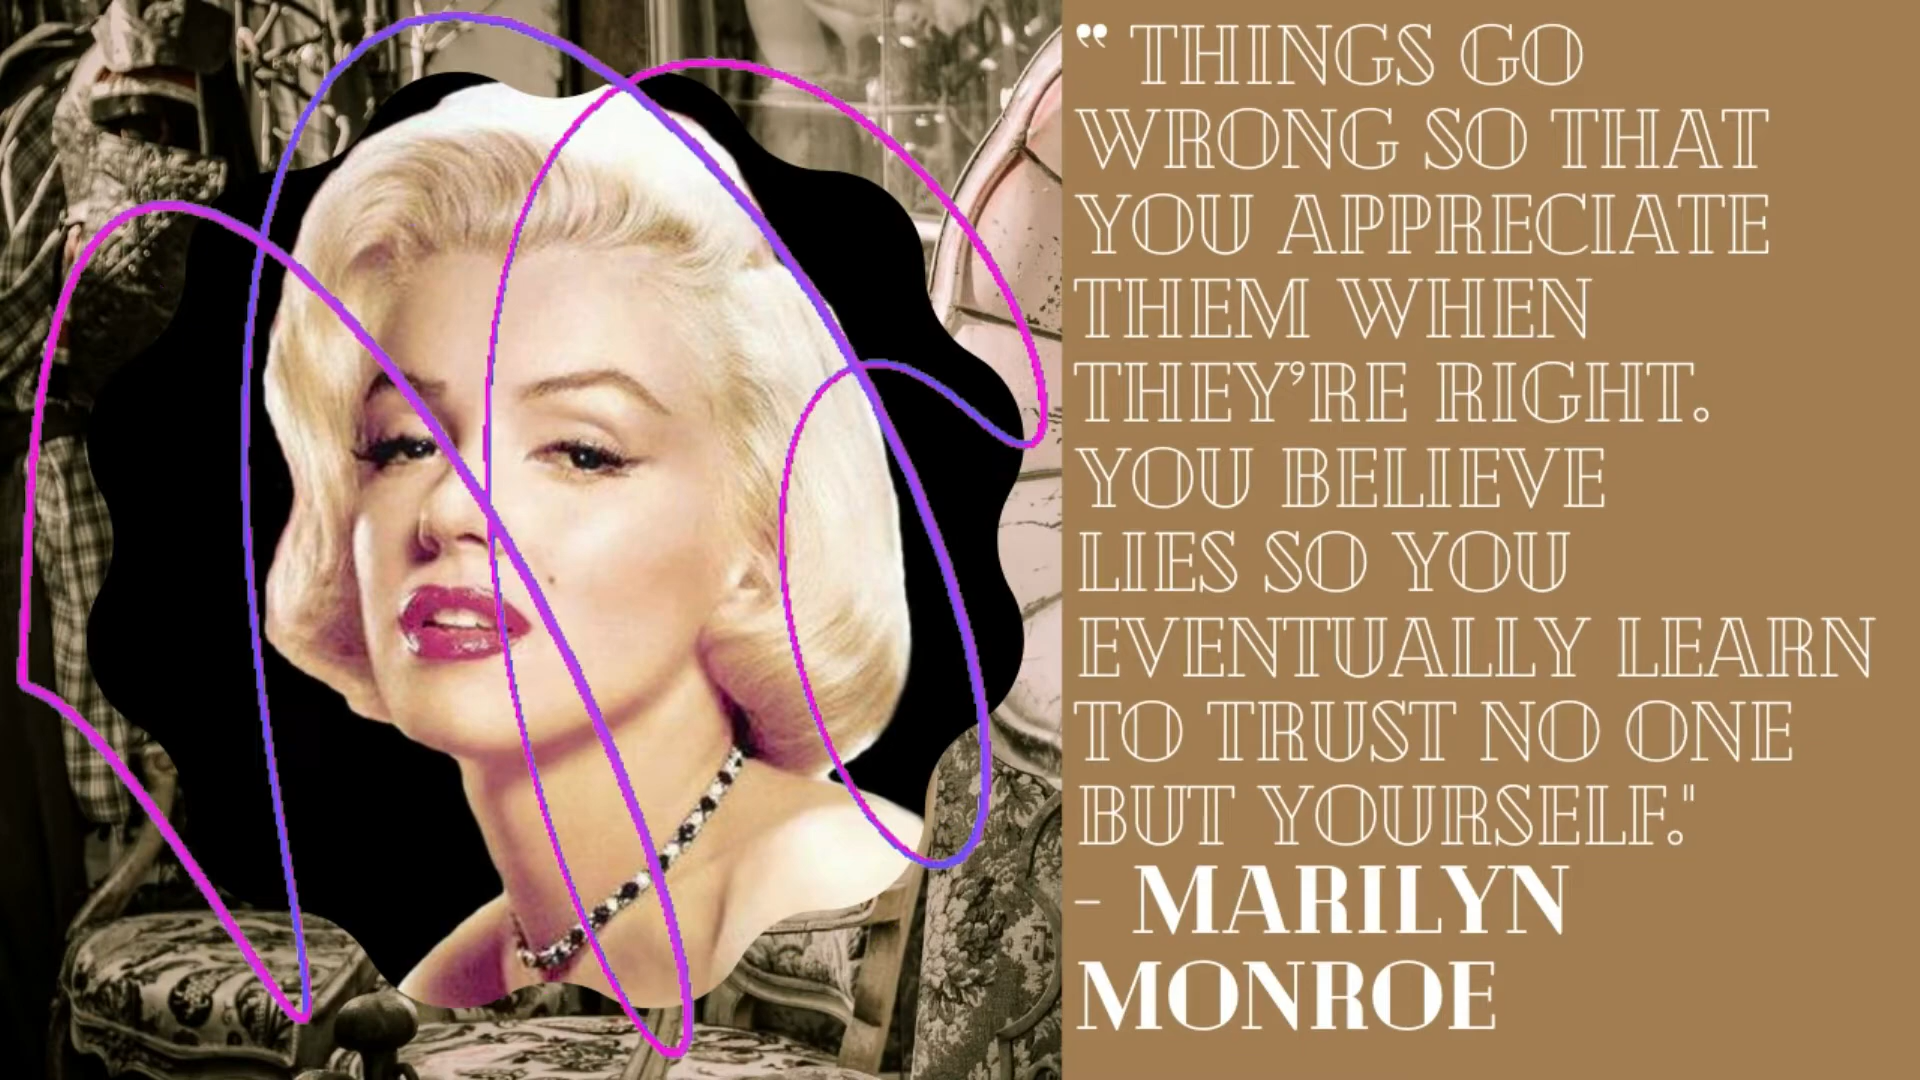 ❞ THINGS GO
WRONG SO THAT
YOU APPRECIATE
THEM WHEN
THEY’RE RIGHT.
YOU BELIEVE
LIES SO YOU
EVENTUALLY LEARN
TO TRUST NO ONE
BUT YOURSELF."
- MARILYN
MONROE